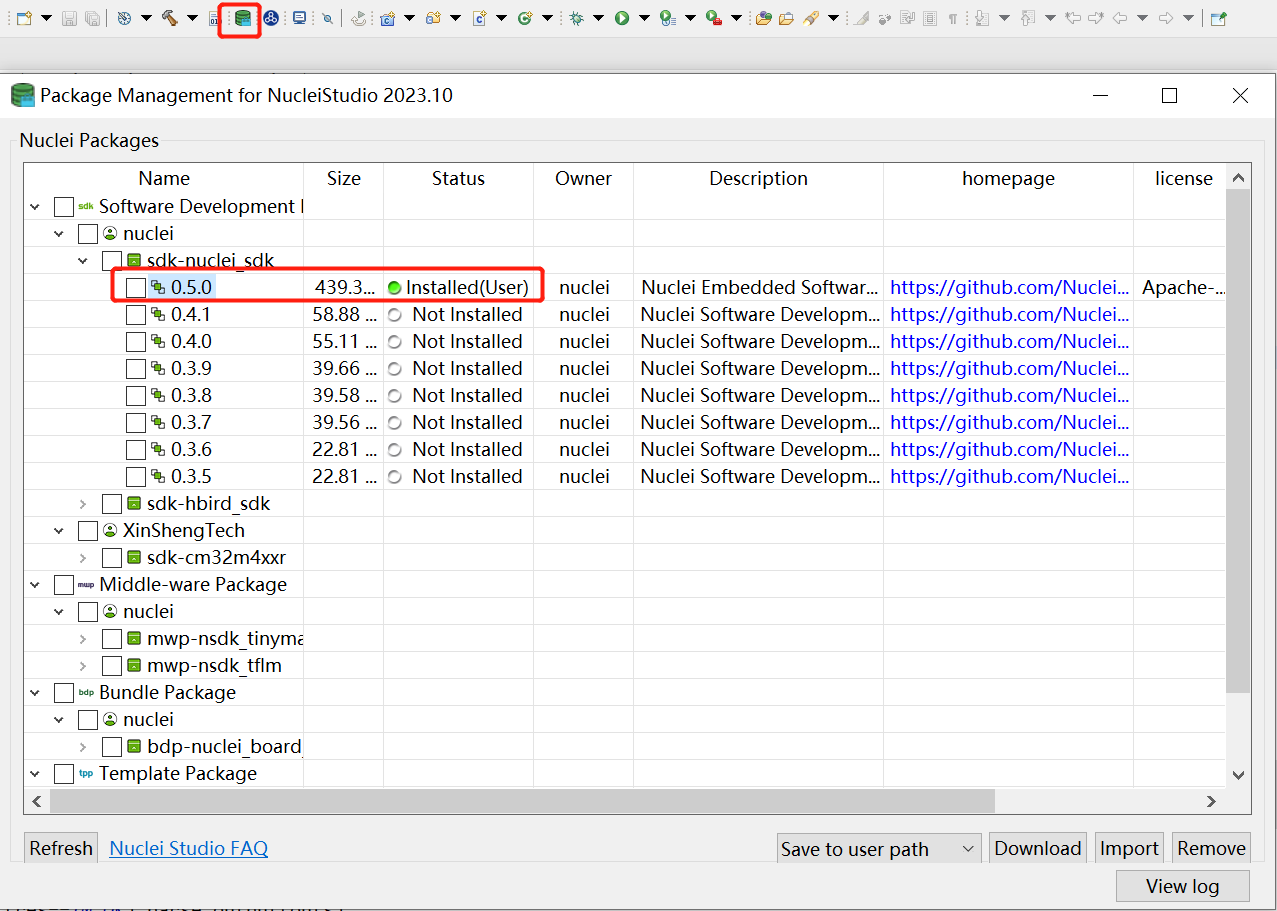 Package Management for NucleiStudio 2023.10
Nuclei Packages
Name Size Status Owner Description homepage license
sdk Software Development
nuclei
sdk-nuclei_sdk
0.5.0 439.3... Installed(User) nuclei Nuclei Embedded Softwar... https://github.com/Nuclei... Apache-...
0.4.1 58.88 ... Not Installed nuclei Nuclei Software Developm... https://github.com/Nuclei...
0.4.0 55.11 ... Not Installed nuclei Nuclei Software Developm... https://github.com/Nuclei...
0.3.9 39.66 ... Not Installed nuclei Nuclei Software Developm... https://github.com/Nuclei...
0.3.8 39.58 ... Not Installed nuclei Nuclei Software Developm... https://github.com/Nuclei...
0.3.7 39.56 ... Not Installed nuclei Nuclei Software Developm... https://github.com/Nuclei...
0.3.6 22.81 ... Not Installed nuclei Nuclei Software Developm... https://github.com/Nuclei...
0.3.5 22.81 ... Not Installed nuclei Nuclei Software Developm... https://github.com/Nuclei...
sdk-hbird_sdk
XinShengTech
sdk-cm32m4xxr
mwp Middle-ware Package
nuclei
mwp-nsdk_tinyma
mwp-nsdk_tflm
bdp Bundle Package
nuclei
bdp-nuclei_board_
tpp Template Package
Refresh Nuclei Studio FAQ Save to user path Download Import Remove
View log